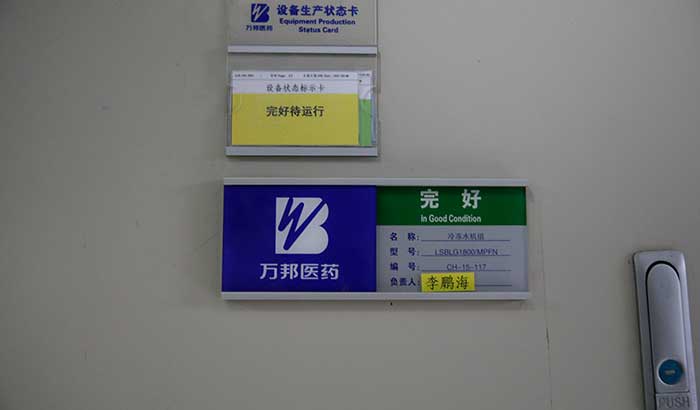 设备生产状态卡
Equipment Production
Status Card
万邦医药
设备状态标示卡
完好待运行
完好
In Good Condition
名 称: 冷冻水机组
型 号: LSBLG1800/MPFN
编 号: CH-15-117
负责人: 李鹏海
万邦医药
PUSH